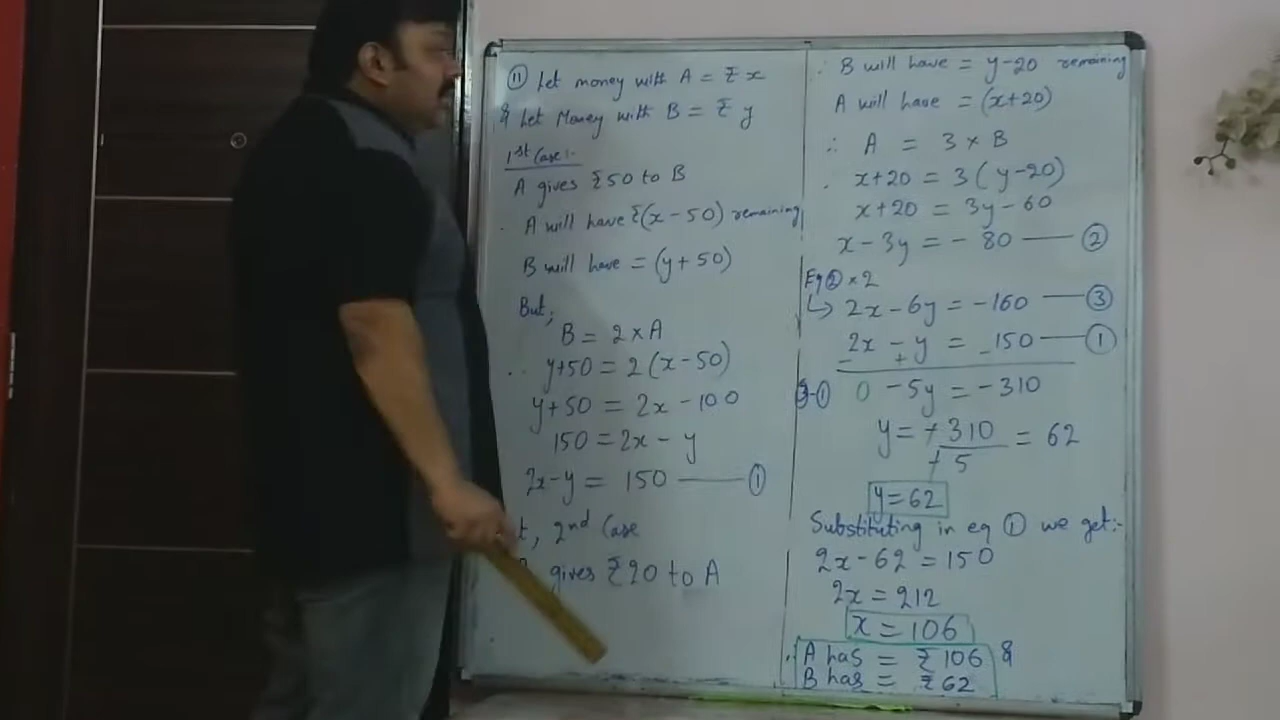 ⑪ Let money with A = ₹ x
& Let Money with B = ₹ y
1st Case:-
A gives ₹50 to B
A will have ₹(x-50) remaining
B will have = (y+50)
But,
B = 2 × A
∴ y+50 = 2(x-50)
y+50 = 2x - 100
150 = 2x - y
2x-y = 150 —— ①
2nd Case
gives ₹20 to A
∴ B will have = y-20 remaining
A will have = (x+20)
∴ A = 3 × B
∴ x+20 = 3(y-20)
x+20 = 3y-60
x-3y = -80 —— ②
Eq② × 2
↳ 2x-6y = -160 —— ③
2x - y = 150 —— ①
- + -
③-① 0 -5y = -310
y = +310/+5 = 62
y=62
Substituting in eq ① we get:-
2x-62 = 150
2x = 212
x = 106
∴ A has = ₹106 &
B has = ₹62